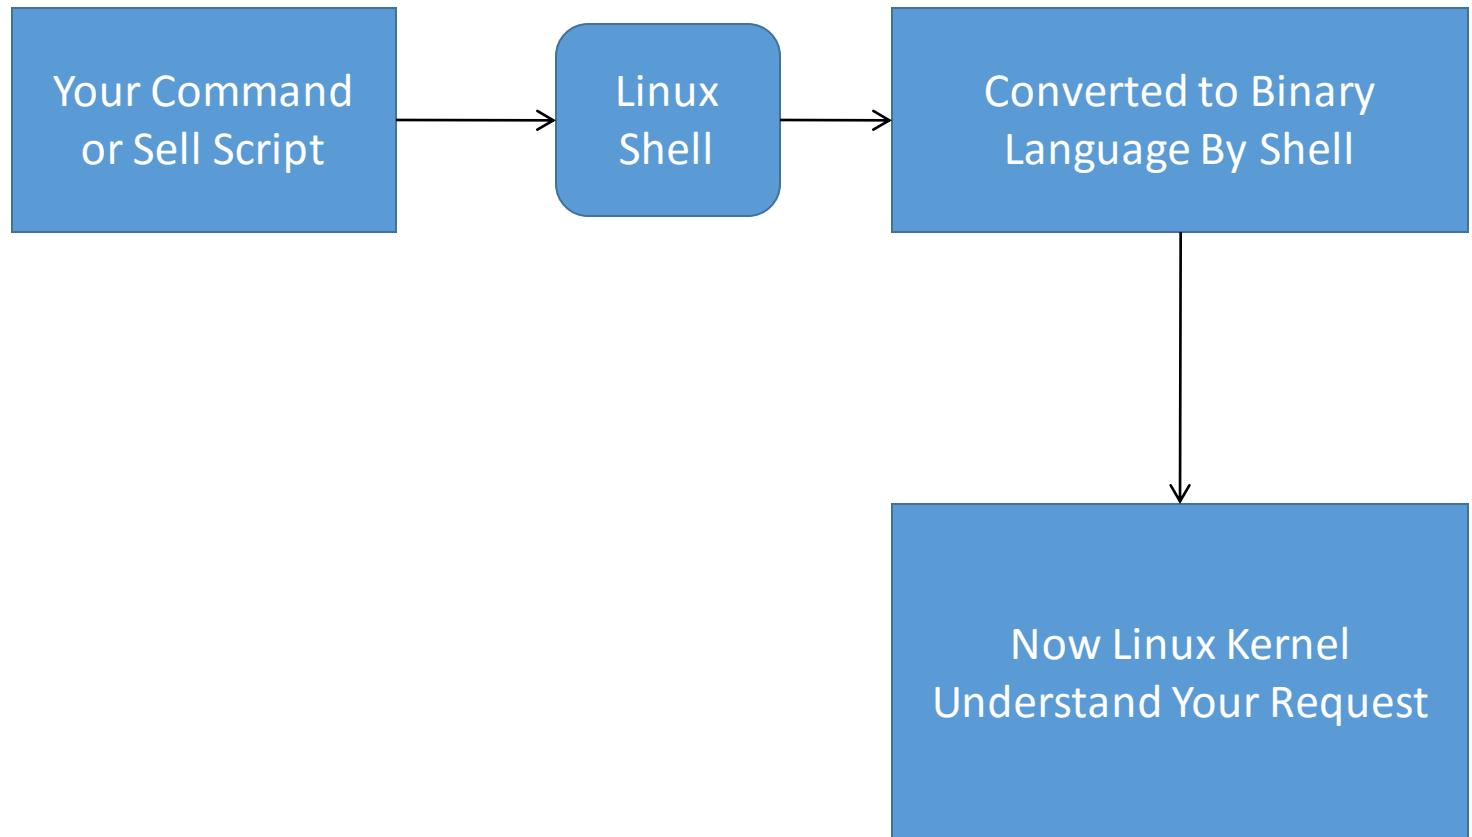 Your Command
or Sell Script
Linux
Shell
Converted to Binary
Language By Shell
Now Linux Kernel
Understand Your Request